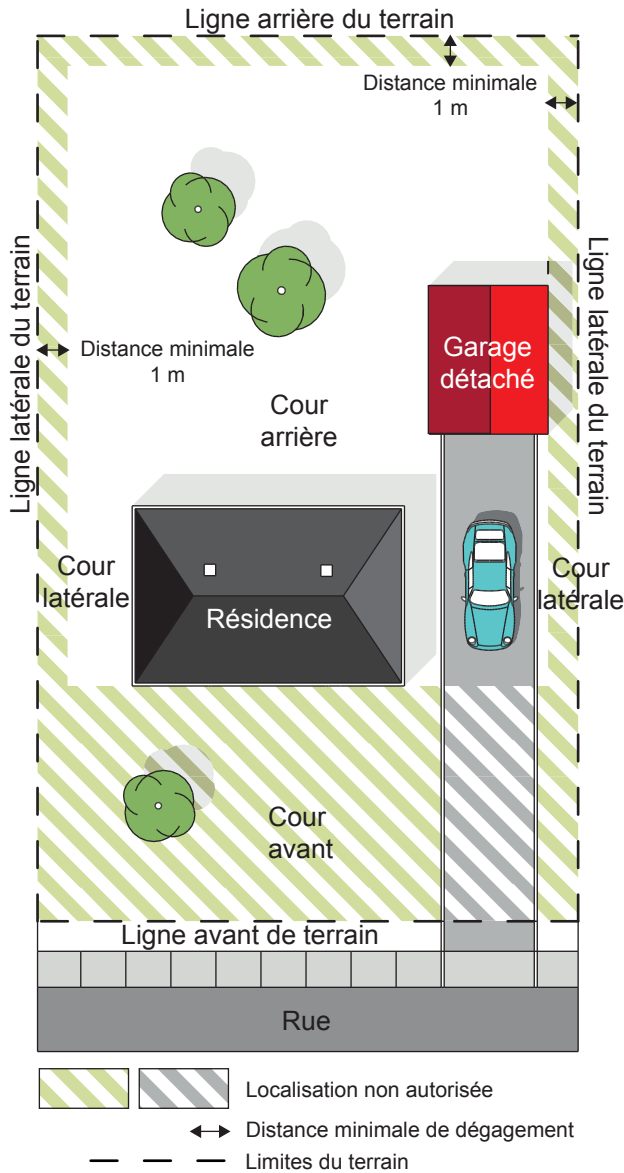 Ligne arrière du terrain
Distance minimale
1 m
Ligne latérale du terrain
Distance minimale
1 m
Garage
détaché
Ligne latérale du terrain
Cour
arrière
Cour
latérale
Résidence
Cour
latérale
Cour
avant
Ligne avant de terrain
Rue
Localisation non autorisée
Distance minimale de dégagement
Limites du terrain